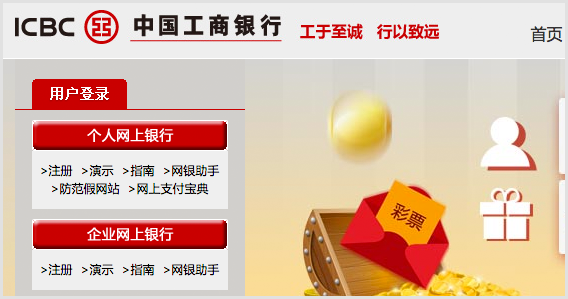 ICBC 中国工商银行 工于至诚 行以致远
首页
用户登录
个人网上银行
>注册 >演示 >指南 >网银助手
>防范假网站 >网上支付宝典
企业网上银行
>注册 >演示 >指南 >网银助手
彩票